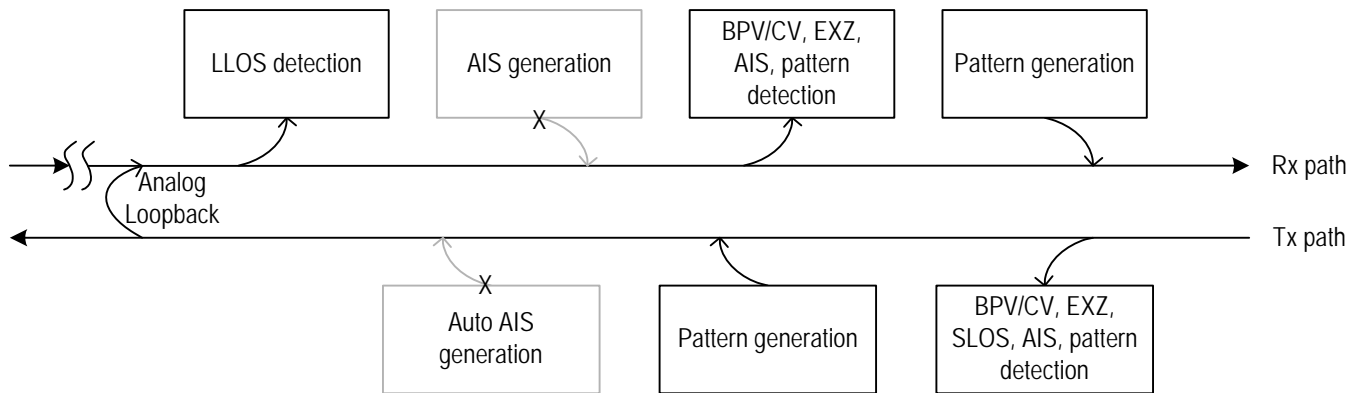 LLOS detection
AIS generation
BPV/CV, EXZ,
AIS, pattern
detection
Pattern generation
X
Rx path
Analog
Loopback
Tx path
X
Auto AIS
generation
Pattern generation
BPV/CV, EXZ,
SLOS, AIS, pattern
detection